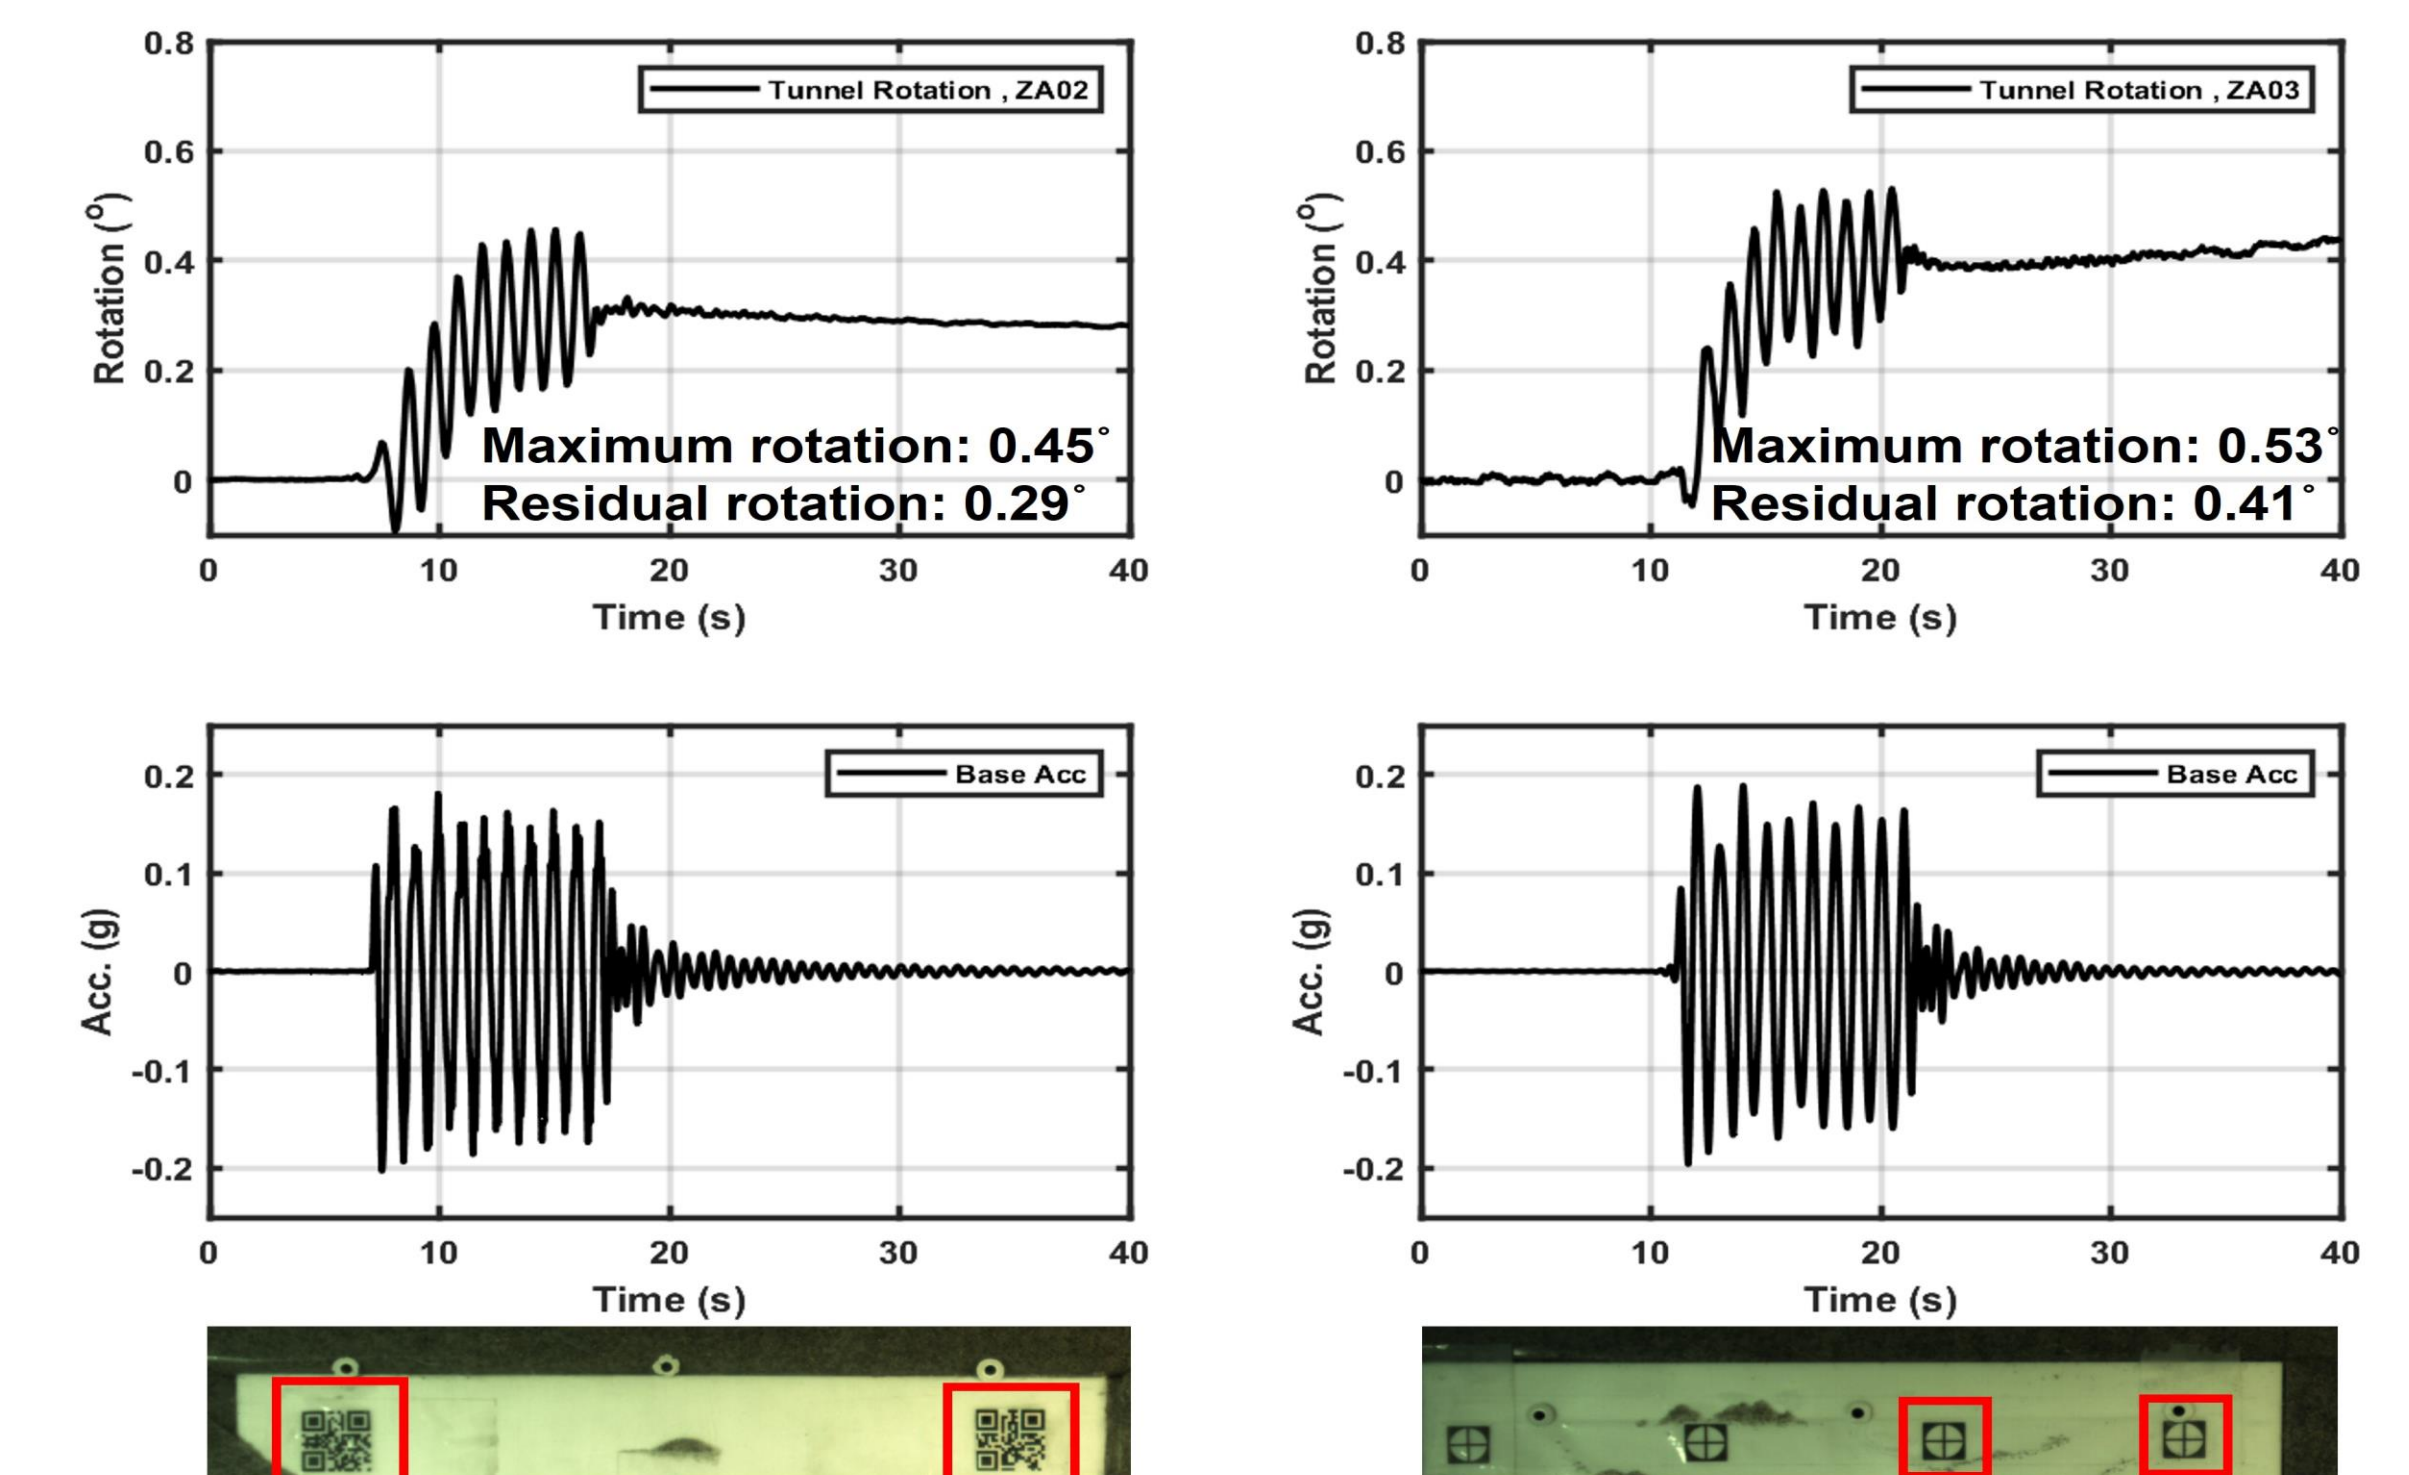 0.8
Tunnel Rotation , ZA02
0.6
0.4
0.2
0
Rotation (º)
Maximum rotation: 0.45°
Residual rotation: 0.29°
0 10 20 30 40
Time (s)
0.8
Tunnel Rotation , ZA03
0.6
0.4
0.2
0
Rotation (º)
Maximum rotation: 0.53°
Residual rotation: 0.41°
0 10 20 30 40
Time (s)
0.2
Base Acc
0.1
0
-0.1
-0.2
Acc. (g)
0 10 20 30 40
Time (s)
0.2
Base Acc
0.1
0
-0.1
-0.2
Acc. (g)
0 10 20 30 40
Time (s)